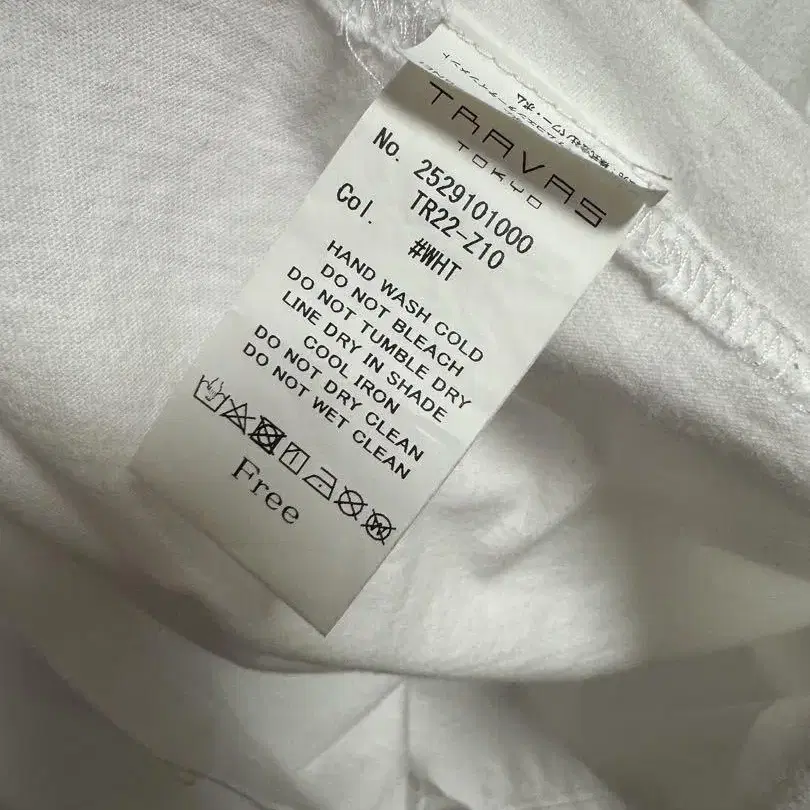 TRAVAS
TOKYO
No. 2529101000
TR22-Z10
Col. #WHT
HAND WASH COLD
DO NOT BLEACH
DO NOT TUMBLE DRY
LINE DRY IN SHADE
COOL IRON
DO NOT DRY CLEAN
DO NOT WET CLEAN
Free